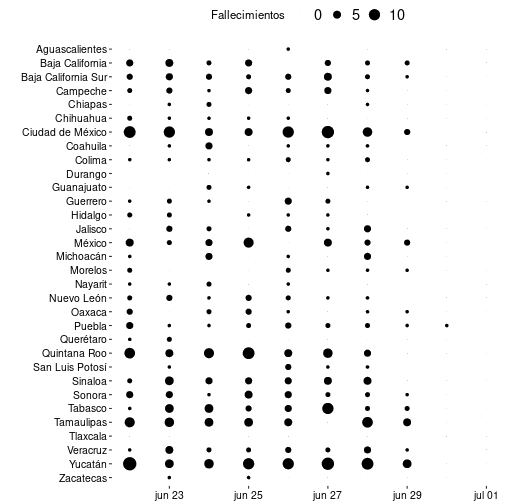 Fallecimientos 0 5 10
Aguascalientes
Baja California
Baja California Sur
Campeche
Chiapas
Chihuahua
Ciudad de México
Coahuila
Colima
Durango
Guanajuato
Guerrero
Hidalgo
Jalisco
México
Michoacán
Morelos
Nayarit
Nuevo León
Oaxaca
Puebla
Querétaro
Quintana Roo
San Luis Potosí
Sinaloa
Sonora
Tabasco
Tamaulipas
Tlaxcala
Veracruz
Yucatán
Zacatecas
jun 23 jun 25 jun 27 jun 29 jul 01